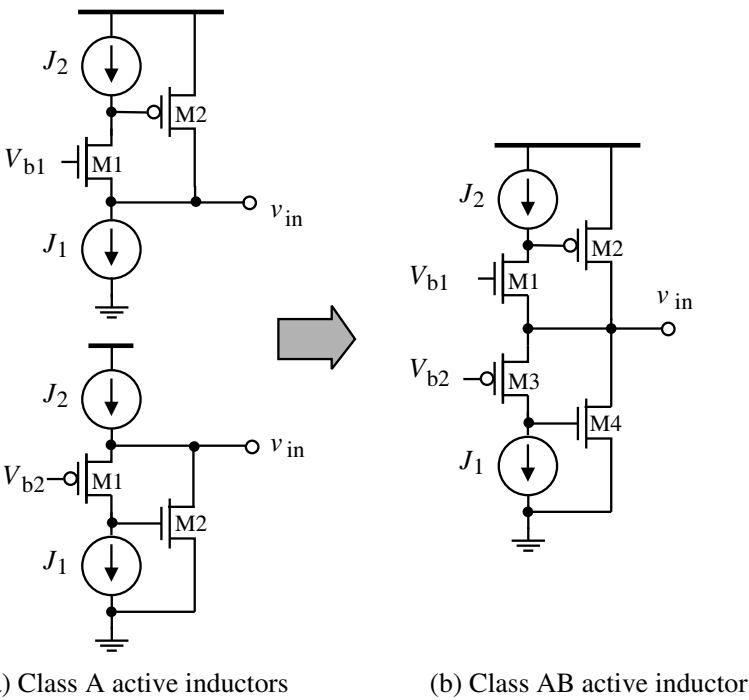 J2
M2
Vb1
M1
vin
J1
J2
vin
Vb2
M1
M2
J1
J2
M2
Vb1
M1
vin
Vb2
M3
M4
J1
) Class A active inductors
(b) Class AB active inductor